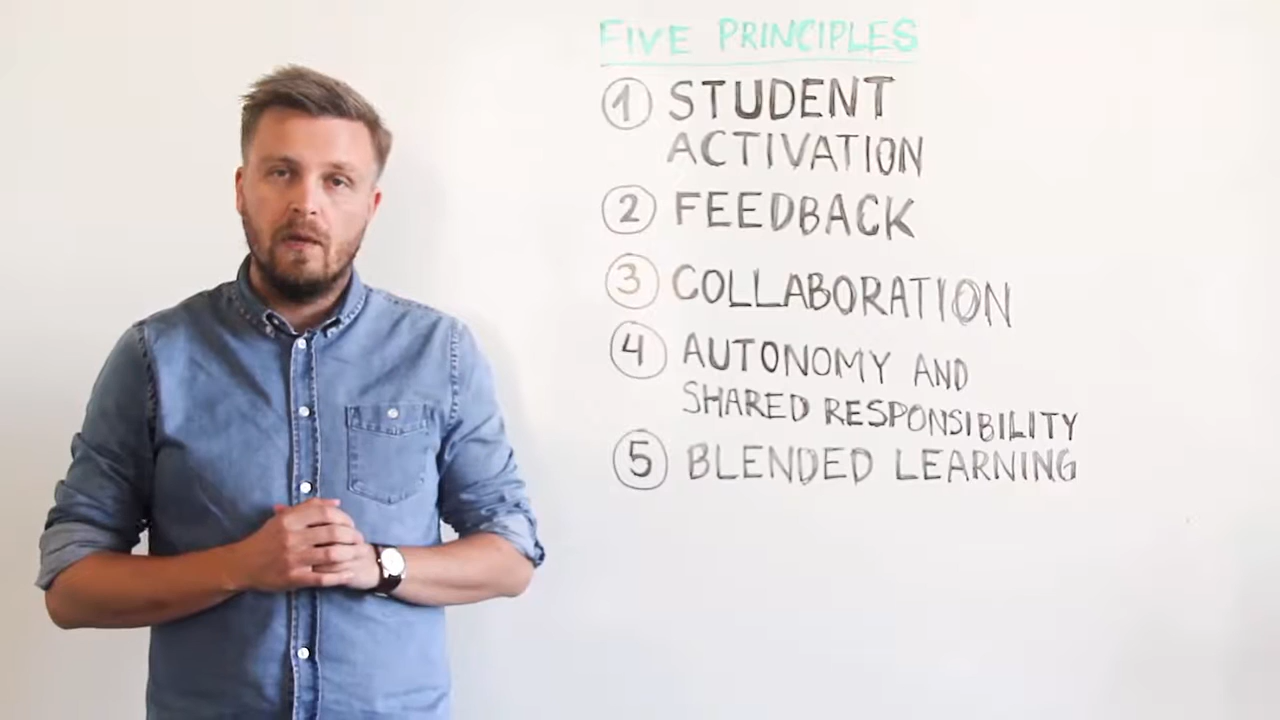 FIVE PRINCIPLES
1 STUDENT
ACTIVATION
2 FEEDBACK
3 COLLABORATION
4 AUTONOMY AND
SHARED RESPONSIBILITY
5 BLENDED LEARNING